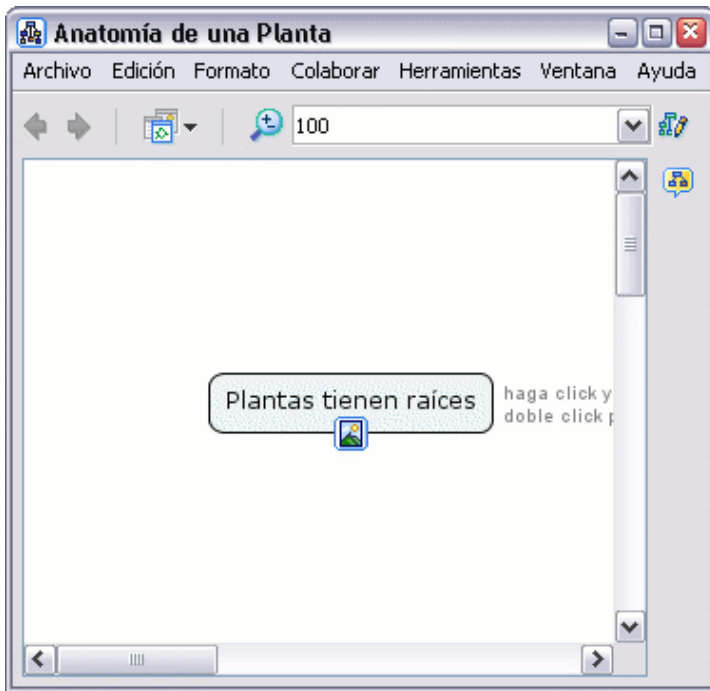 Anatomía de una Planta
Archivo Edición Formato Colaborar Herramientas Ventana Ayuda
100
Plantas tienen raíces
haga click y
doble click